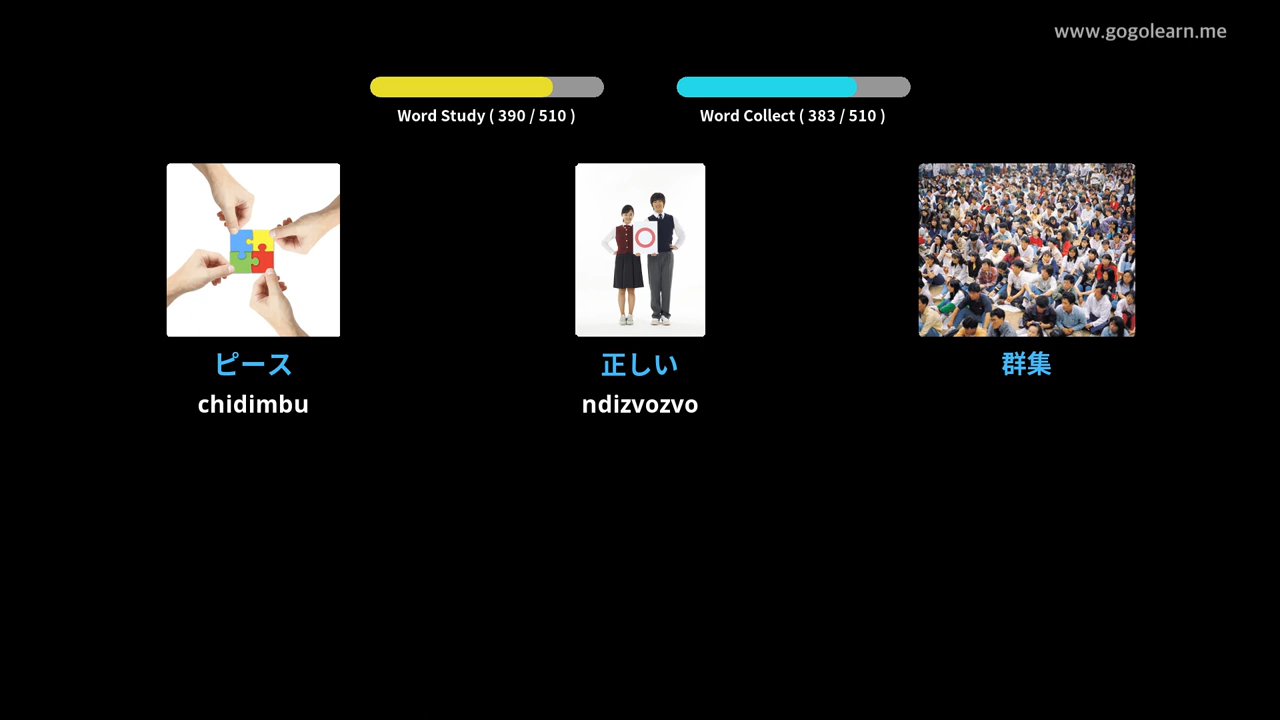 www.gogolearn.me
Word Study ( 390 / 510 )
Word Collect ( 383 / 510 )
ピース
chidimbu
正しい
ndizvozvo
群集